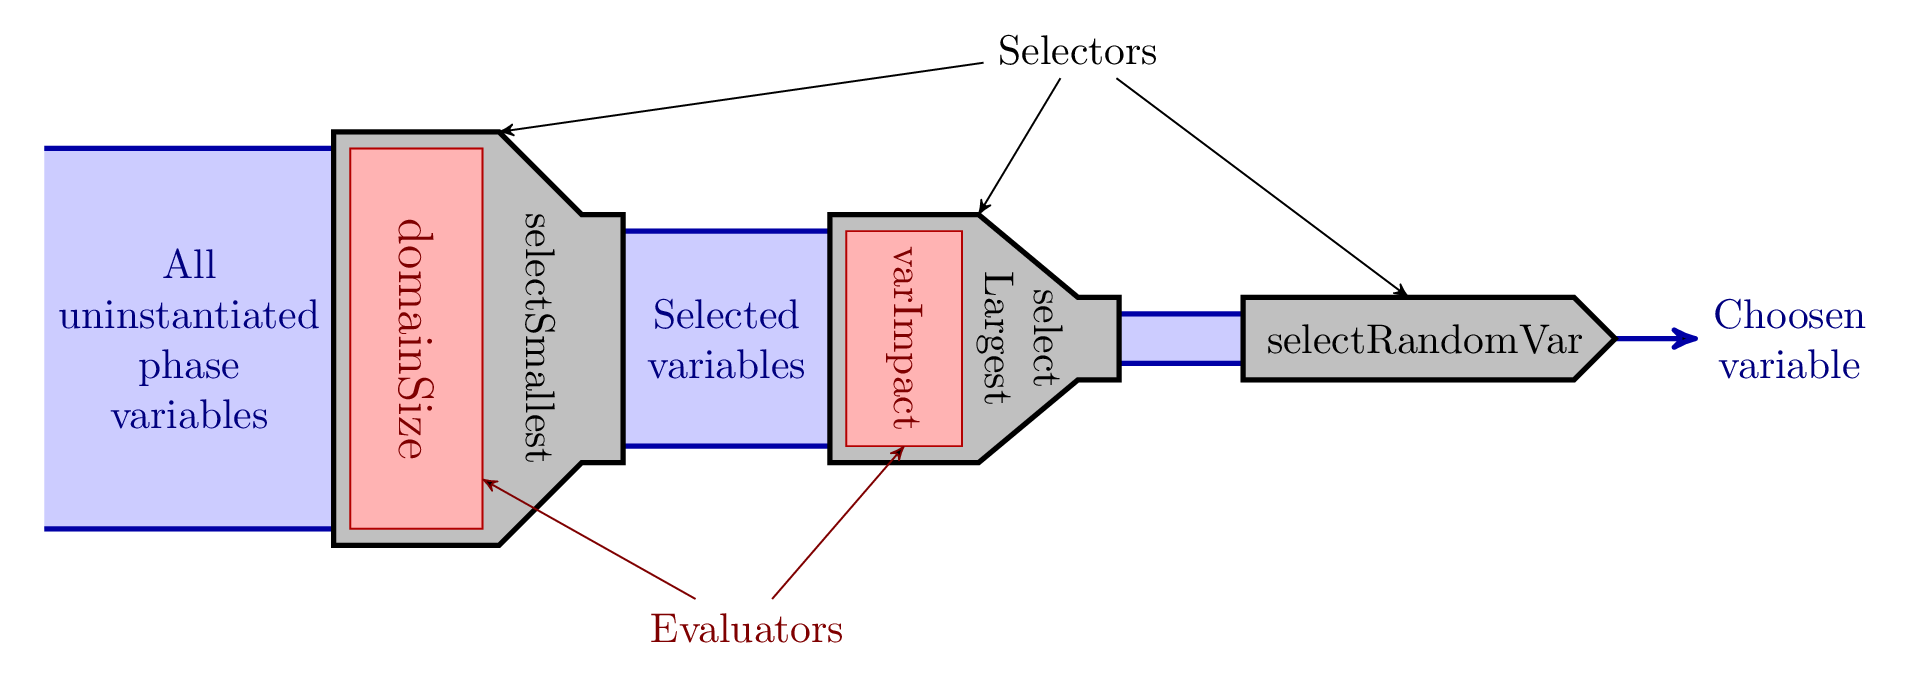 Selectors
All
uninstantiated
phase
variables
domainSize
selectSmallest
Selected
variables
varImpact
select
Largest
selectRandomVar
Choosen
variable
Evaluators